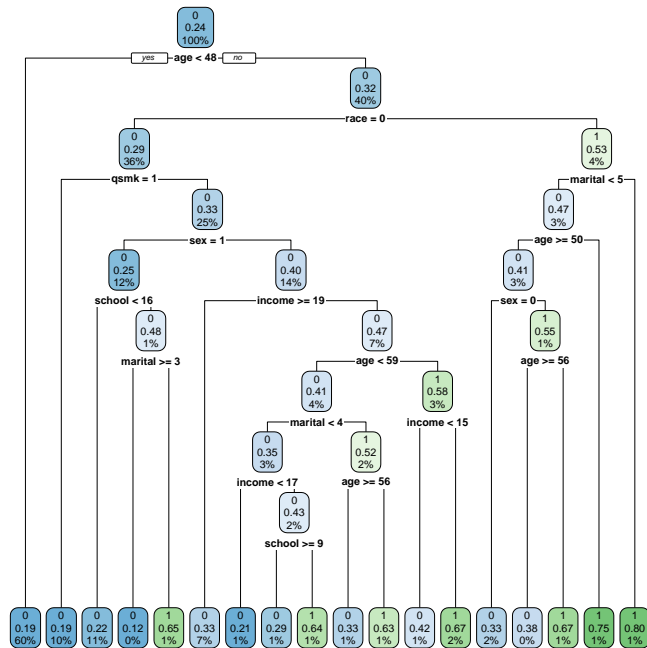 0
0.24
100%
yes age < 48 no
0
0.32
40%
race = 0
0
0.29
36%
1
0.53
4%
qsmk = 1
marital < 5
0
0.33
25%
0
0.47
3%
sex = 1
age >= 50
0
0.25
12%
0
0.40
14%
0
0.41
3%
school < 16
income >= 19
sex = 0
0
0.48
1%
0
0.47
7%
1
0.55
1%
marital >= 3
age < 59
age >= 56
0
0.41
4%
1
0.58
3%
marital < 4
income < 15
0
0.35
3%
1
0.52
2%
income < 17
age >= 56
0
0.43
2%
school >= 9
0 0 0 0 1 0 0 0 1 0 1 0 1 0 0 1 1 1
0.19 0.19 0.22 0.12 0.65 0.33 0.21 0.29 0.64 0.33 0.63 0.42 0.67 0.33 0.38 0.67 0.75 0.80
60% 10% 11% 0% 1% 7% 1% 1% 1% 1% 1% 1% 2% 2% 0% 1% 1% 1%